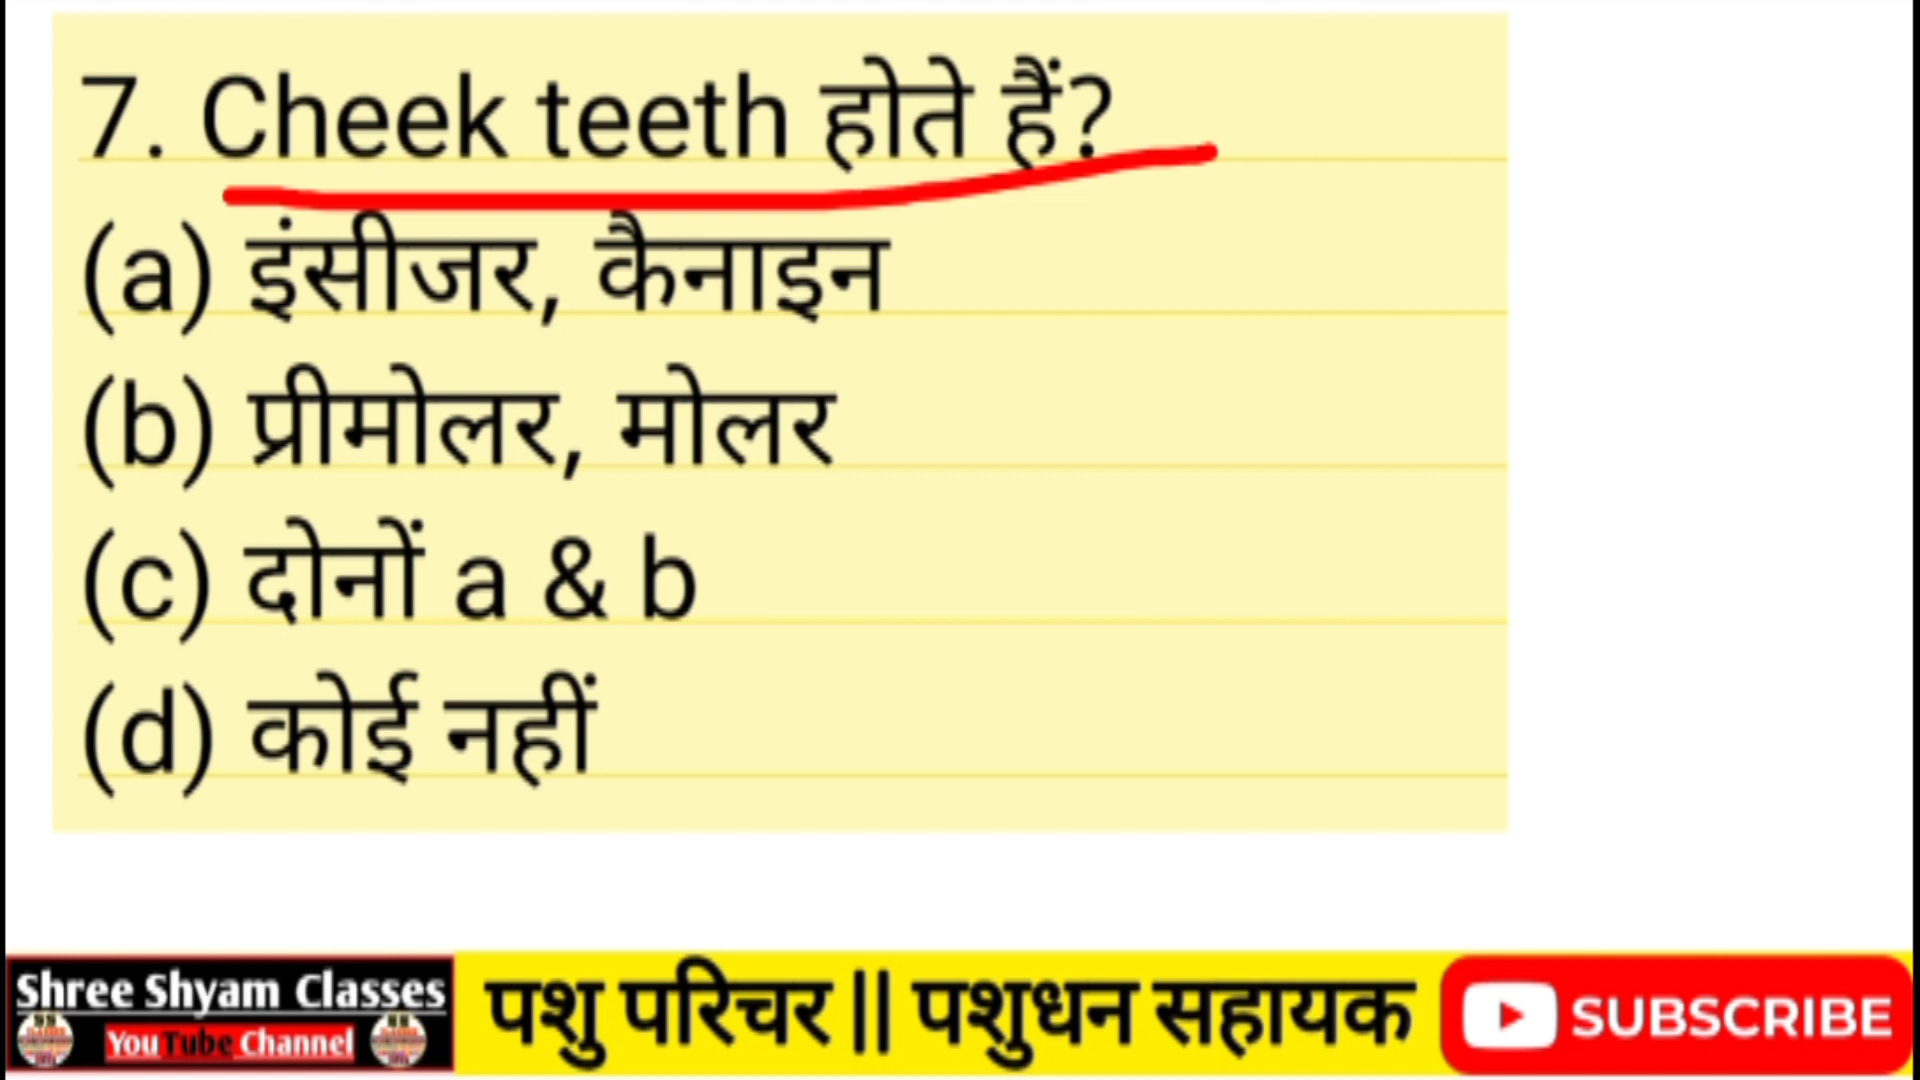 7. Cheek teeth होते हैं?
(a) इंसीजर, कैनाइन
(b) प्रीमोलर, मोलर
(c) दोनों a & b
(d) कोई नहीं
Shree Shyam Classes
YouTube Channel
पशु परिचर || पशुधन सहायक
SUBSCRIBE